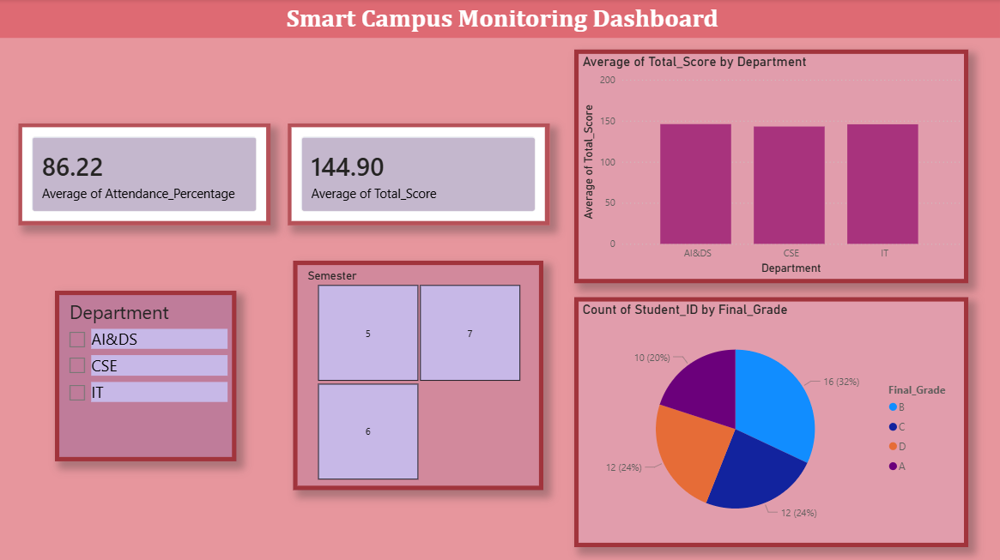 Smart Campus Monitoring Dashboard
86.22
Average of Attendance_Percentage
144.90
Average of Total_Score
Department
AI&DS
CSE
IT
Semester
5
7
6
Average of Total_Score by Department
Average of Total_Score
200
150
100
50
0
AI&DS
CSE
IT
Department
Count of Student_ID by Final_Grade
10 (20%)
16 (32%)
12 (24%)
12 (24%)
Final_Grade
B
C
D
A